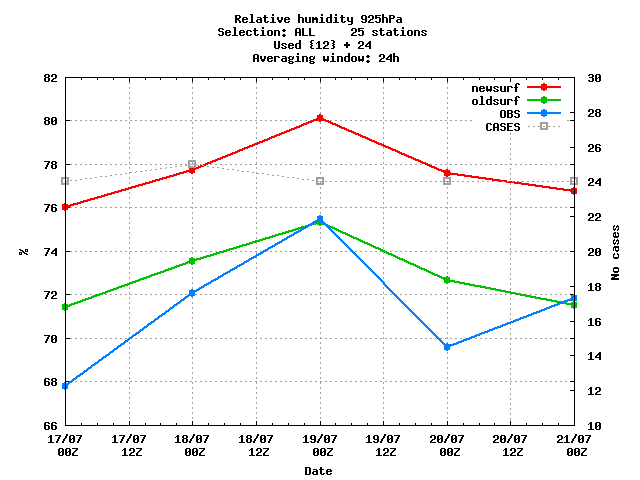 Relative humidity 925hPa
Selection: ALL     25 stations
Used {12} + 24
Averaging window: 24h
newsurf
oldsurf
OBS
CASES
82
80
78
76
74
72
70
68
66
%
30
28
26
24
22
20
18
16
14
12
10
No cases
17/07 17/07 18/07 18/07 19/07 19/07 20/07 20/07 21/07
00Z 12Z 00Z 12Z 00Z 12Z 00Z 12Z 00Z
Date